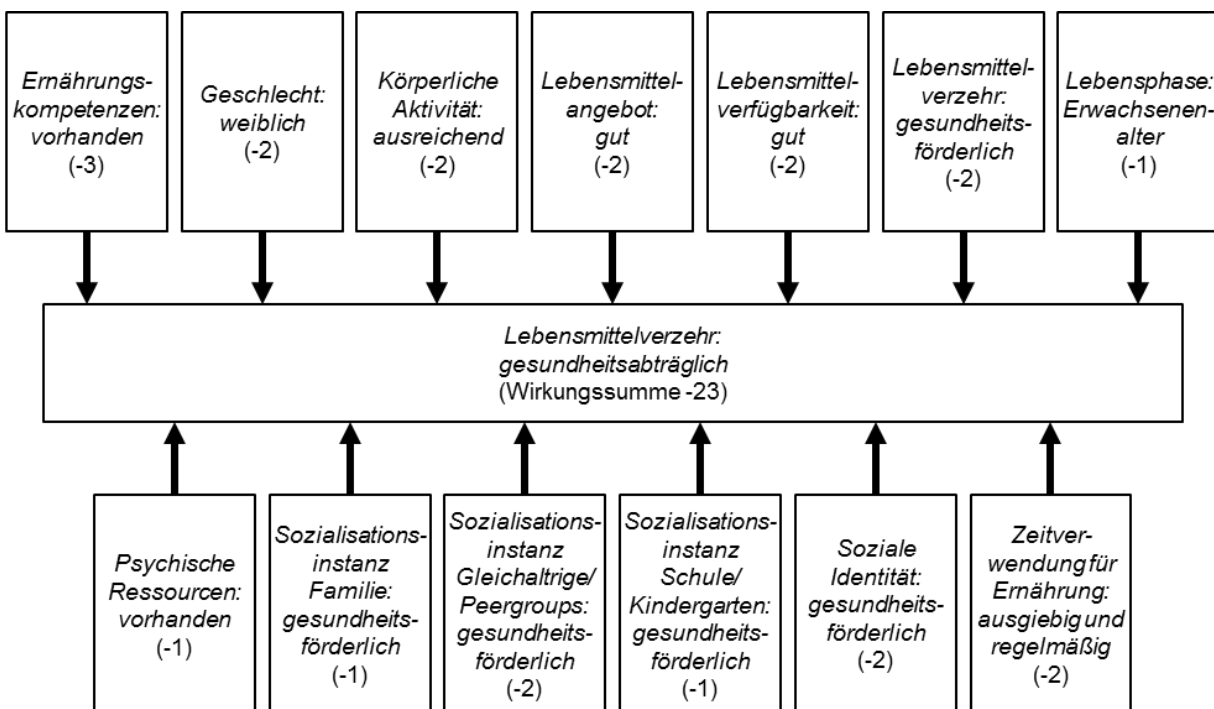 Ernährungs-
kompetenzen:
vorhanden
(-3)
Geschlecht:
weiblich
(-2)
Körperliche
Aktivität:
ausreichend
(-2)
Lebensmittel-
angebot:
gut
(-2)
Lebensmittel-
verfügbarkeit:
gut
(-2)
Lebensmittel-
verzehr:
gesundheits-
förderlich
(-2)
Lebensphase:
Erwachsenen-
alter
(-1)
Lebensmittelverzehr:
gesundheitsabträglich
(Wirkungssumme -23)
Psychische
Ressourcen:
vorhanden
(-1)
Sozialisations-
instanz
Familie:
gesundheits-
förderlich
(-1)
Sozialisations-
instanz
Gleichaltrige/
Peergroups:
gesundheits-
förderlich
(-2)
Sozialisations-
instanz
Schule/
Kindergarten:
gesundheits-
förderlich
(-1)
Soziale
Identität:
gesundheits-
förderlich
(-2)
Zeitver-
wendung für
Ernährung:
ausgiebig und
regelmäßig
(-2)